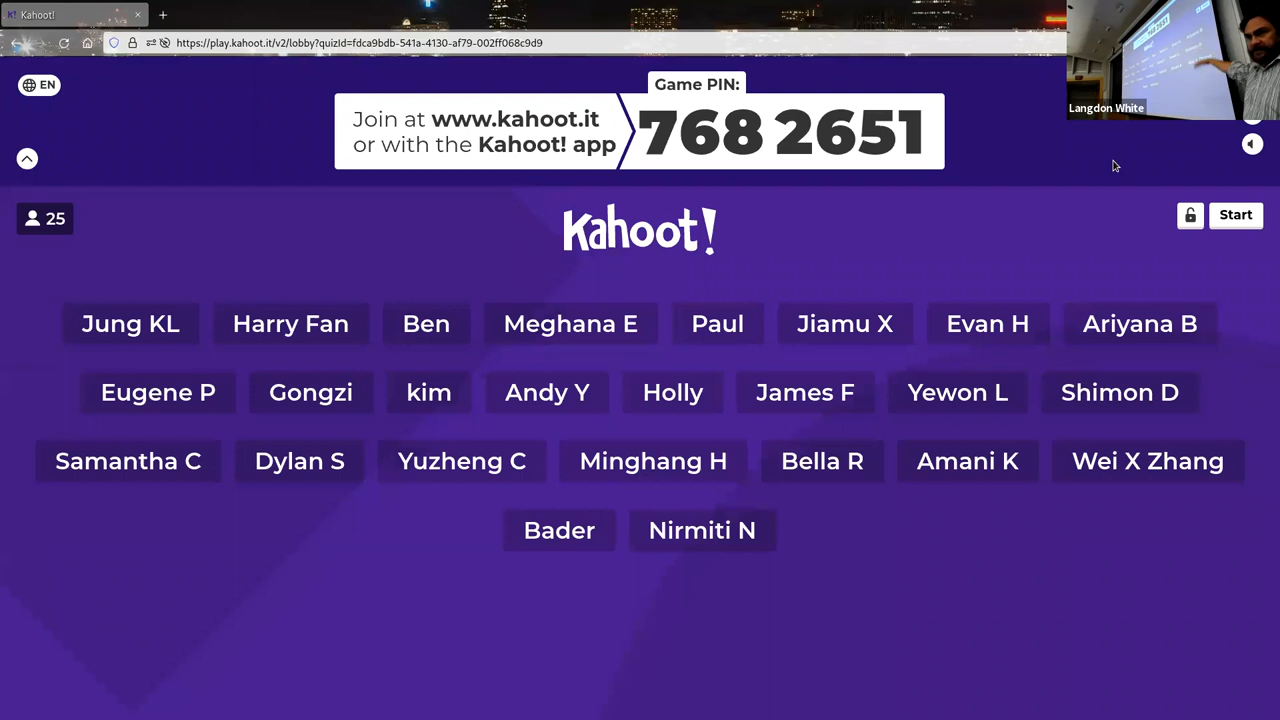 Kahoot!
https://play.kahoot.it/v2/lobby?quizId=fdca9bdb-541a-4130-af79-002ff068c9d9
Langdon White
EN
Game PIN:
Join at www.kahoot.it
or with the Kahoot! app
768 2651
25
Kahoot!
Start
Jung KL Harry Fan Ben Meghana E Paul Jiamu X Evan H Ariyana B
Eugene P Gongzi kim Andy Y Holly James F Yewon L Shimon D
Samantha C Dylan S Yuzheng C Minghang H Bella R Amani K Wei X Zhang
Bader Nirmiti N